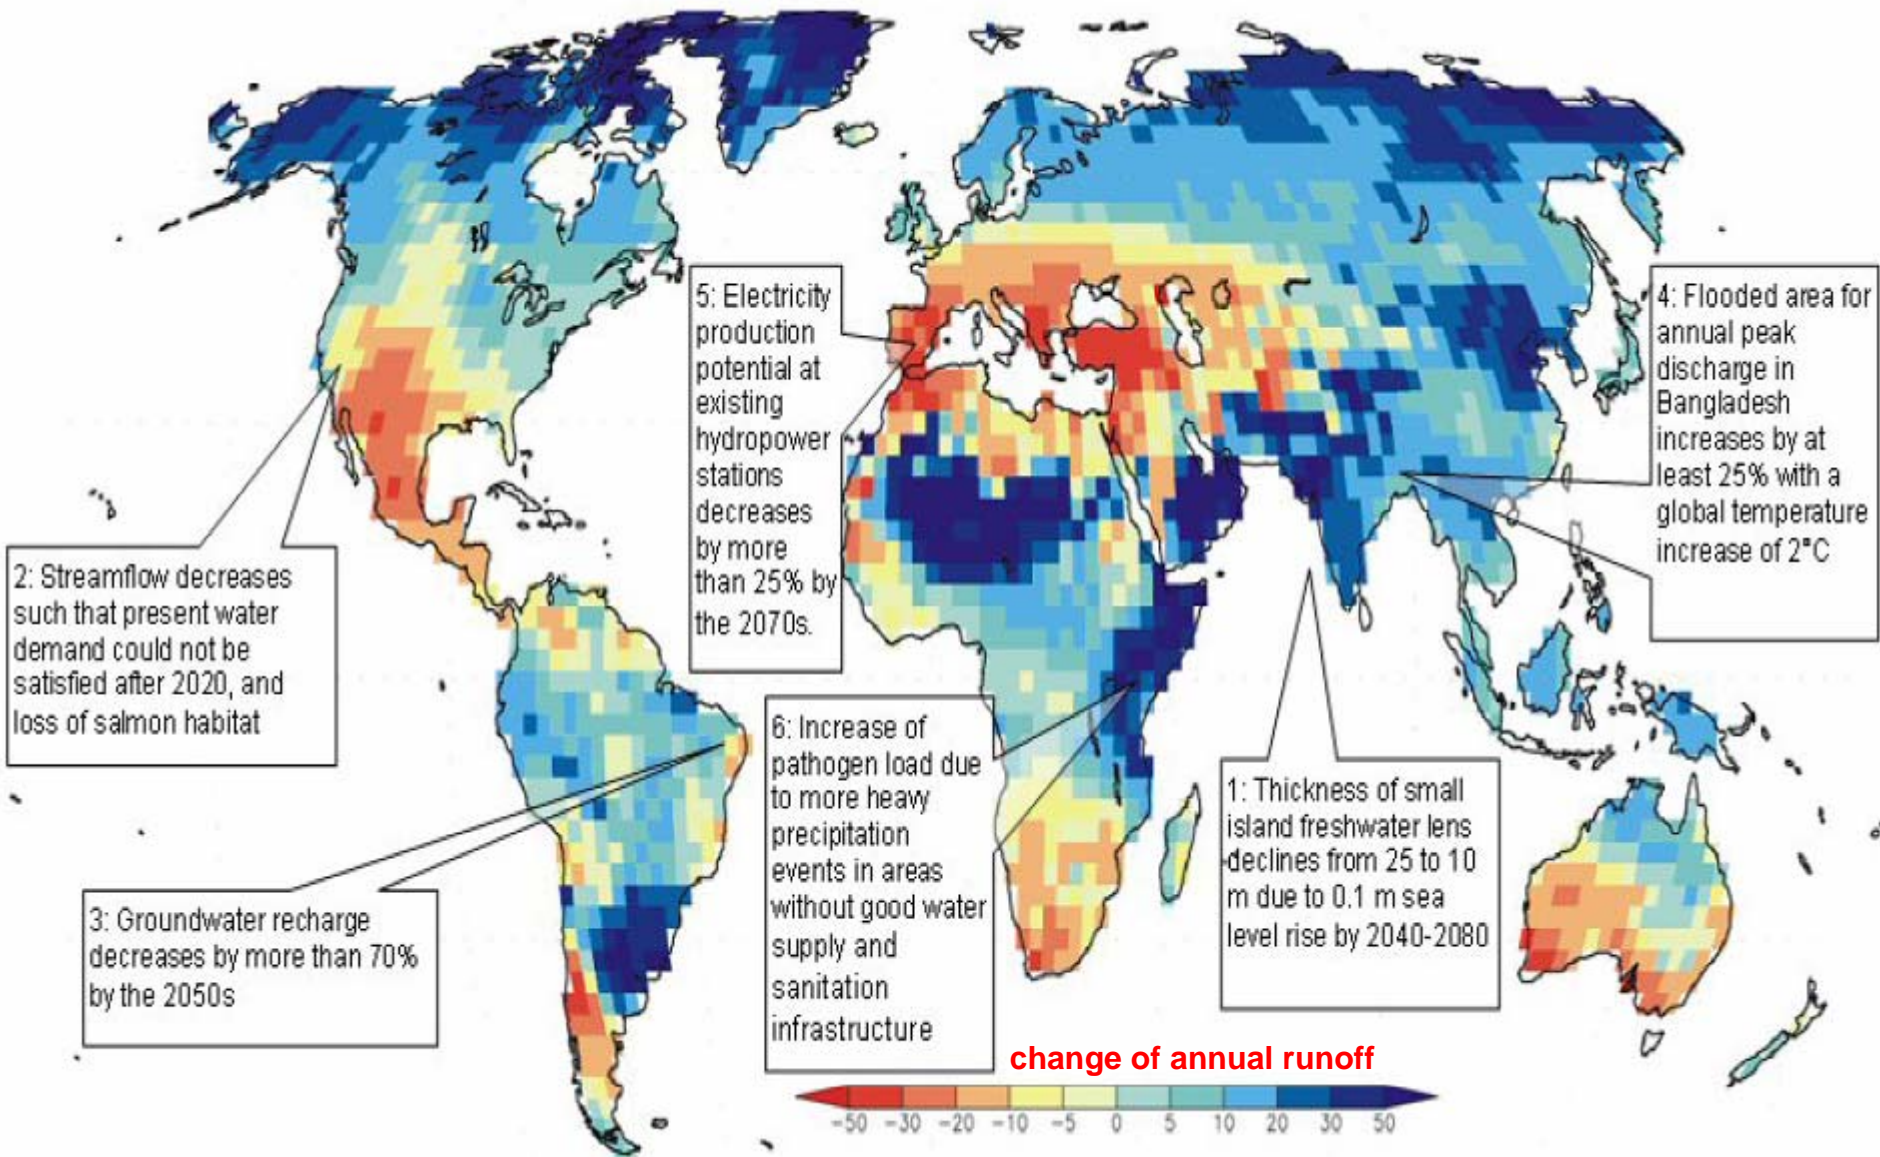 5: Electricity
production
potential at
existing
hydropower
stations
decreases
by more
than 25% by
the 2070s.
4: Flooded area for
annual peak
discharge in
Bangladesh
increases by at
least 25% with a
global temperature
increase of 2°C
2: Streamflow decreases
such that present water
demand could not be
satisfied after 2020, and
loss of salmon habitat
6: Increase of
pathogen load due
to more heavy
precipitation
events in areas
without good water
supply and
sanitation
infrastructure
1: Thickness of small
island freshwater lens
declines from 25 to 10
m due to 0.1 m sea
level rise by 2040-2080
3: Groundwater recharge
decreases by more than 70%
by the 2050s
change of annual runoff
-50 -30 -20 -10 -5 0 5 10 20 30 50